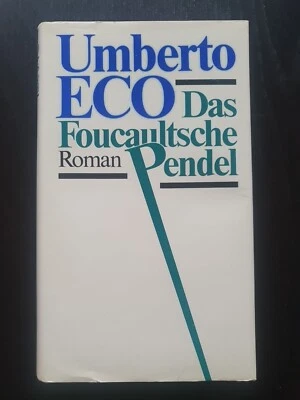 Umberto
ECO Das
Foucaultsche
Roman Pendel